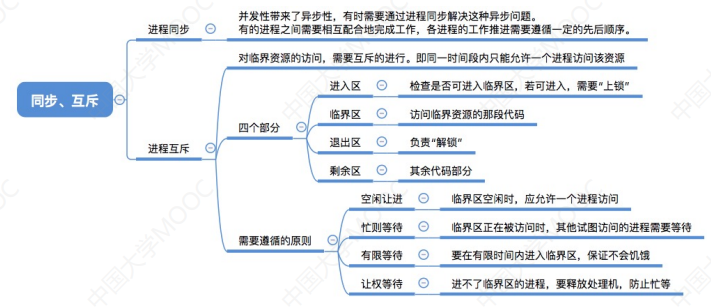 并发性带来了异步性，有时需要通过进程同步解决这种异步问题。
进程同步
有的进程之间需要相互配合地完成工作，各进程的工作推进需要遵循一定的先后顺序。
对临界资源的访问，需要互斥的进行。即同一时间段内只能允许一个进程访问该资源
进入区
检查是否可进入临界区，若可进入，需要“上锁”
同步、互斥
临界区
访问临界资源的那段代码
四个部分
进程互斥
退出区
负责“解锁”
剩余区
其余代码部分
空闲让进
临界区空闲时，应允许一个进程访问
忙则等待
临界区正在被访问时，其他试图访问的进程需要等待
需要遵循的原则
有限等待
要在有限时间内进入临界区，保证不会饥饿
让权等待
进不了临界区的进程，要释放处理机，防止忙等
中国大学MOOC